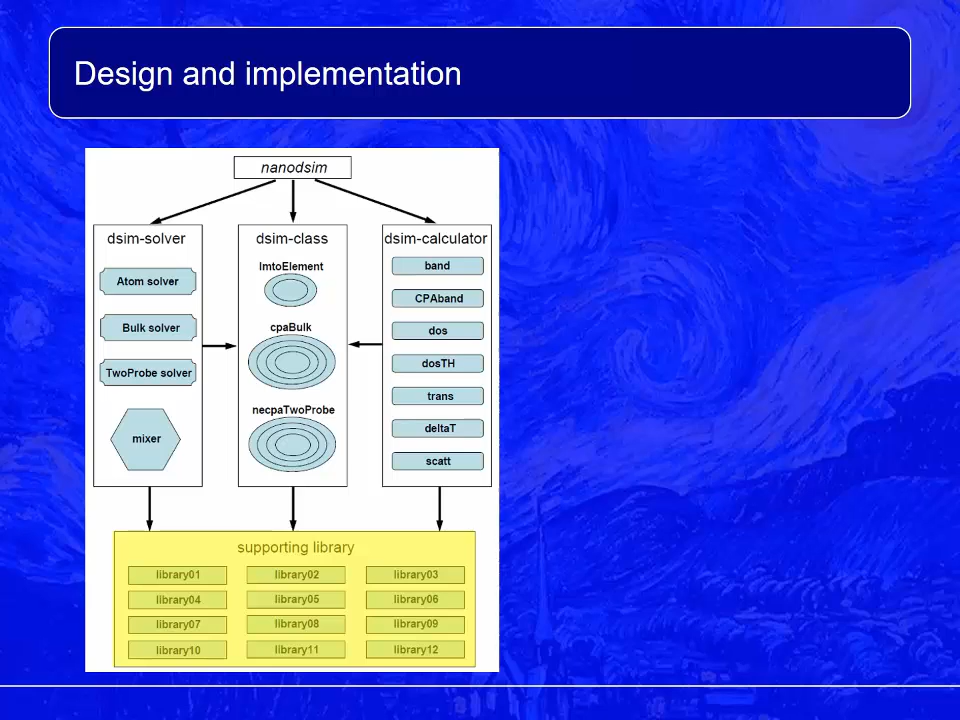 Design and implementation
nanodsim
dsim-solver
Atom solver
Bulk solver
TwoProbe solver
mixer
dsim-class
lmtoElement
cpaBulk
necpaTwoProbe
dsim-calculator
band
CPAband
dos
dosTH
trans
deltaT
scatt
supporting library
library01 library02 library03
library04 library05 library06
library07 library08 library09
library10 library11 library12